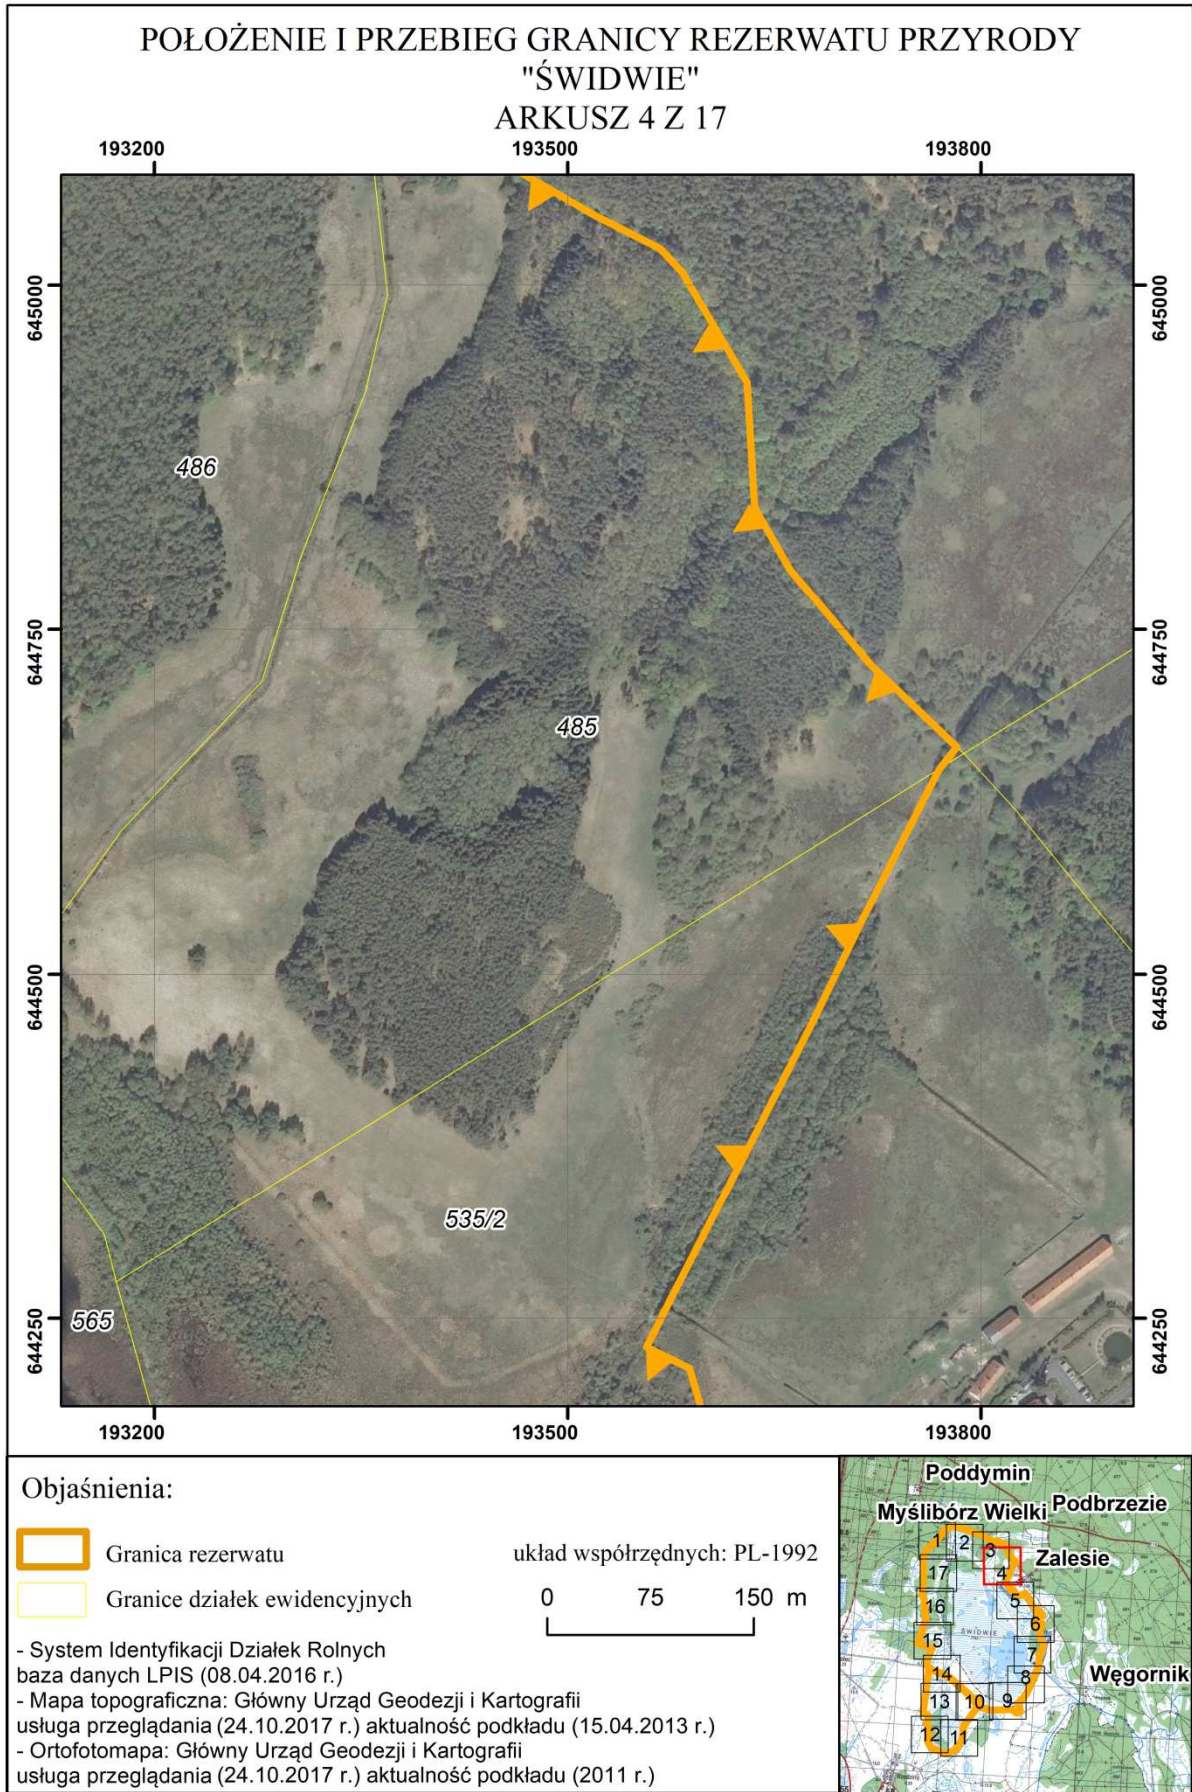 POŁOŻENIE I PRZEBIEG GRANICY REZERWATU PRZYRODY
"ŚWIDWIE"
ARKUSZ 4 Z 17
193200 193500 193800
645000 645000
486
644750 644750
485
644500 644500
535/2
565
644250 644250
193200 193500 193800
Objaśnienia:
Granica rezerwatu
Granice działek ewidencyjnych
układ współrzędnych: PL-1992
0 75 150 m
- System Identyfikacji Działek Rolnych
baza danych LPIS (08.04.2016 r.)
- Mapa topograficzna: Główny Urząd Geodezji i Kartografii
usługa przeglądania (24.10.2017 r.) aktualność podkładu (15.04.2013 r.)
- Ortofotomapa: Główny Urząd Geodezji i Kartografii
usługa przeglądania (24.10.2017 r.) aktualność podkładu (2011 r.)
Poddymin
Myślibórz Wielki
Podbrzezie
1 2 3
Zalesie
17 4
16 5
6
ŚWIDWIE
15 7
14 8
Węgornik
13 10 9
12 11